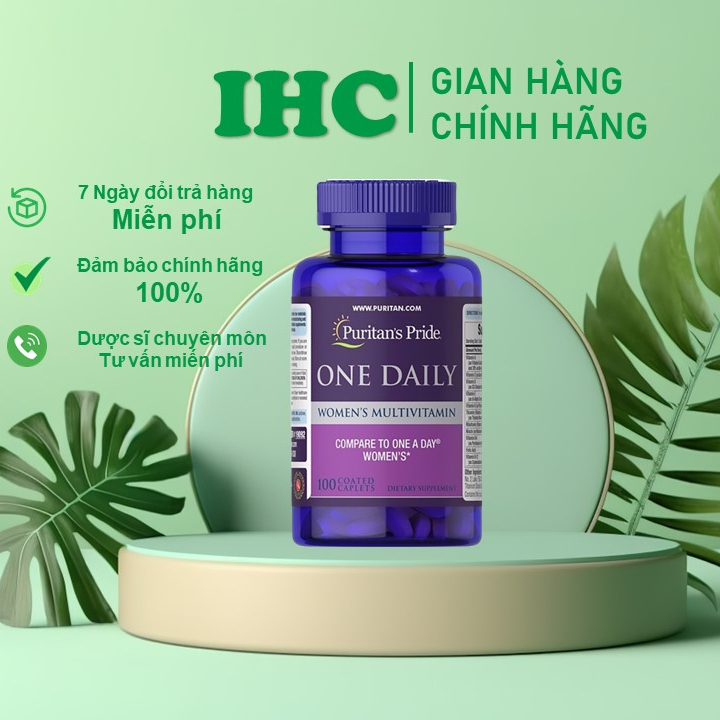 IHC
GIAN HÀNG
CHÍNH HÃNG
7 Ngày đổi trả hàng
Miễn phí
Đảm bảo chính hãng
100%
Dược sĩ chuyên môn
Tư vấn miễn phí
WWW.PURITAN.COM
Puritan's Pride
ONE DAILY
WOMEN'S MULTIVITAMIN
COMPARE TO ONE A DAY®
WOMEN'S*
100 COATED
CAPLETS
DIETARY SUPPLEMENT